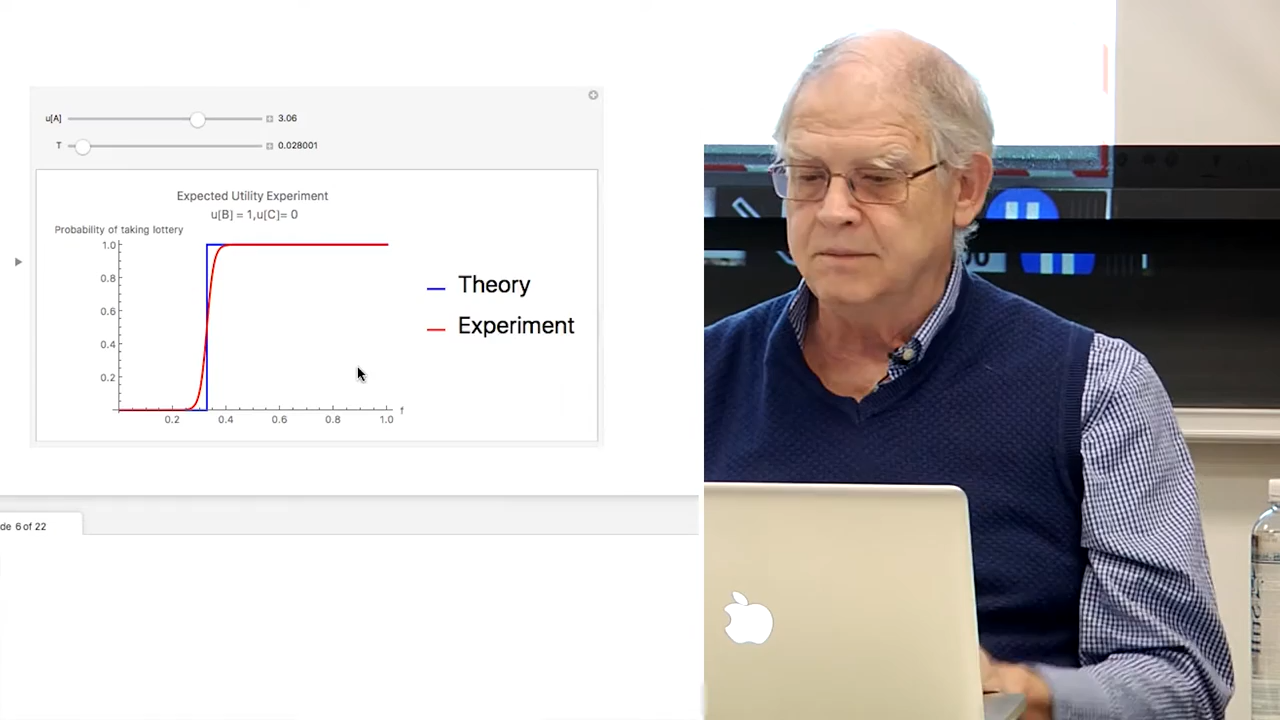 u[A] 3.06
T 0.028001
Expected Utility Experiment
u[B] = 1,u[C]= 0
Probability of taking lottery
1.0
0.8
0.6
0.4
0.2
0.2 0.4 0.6 0.8 1.0 f
Theory
Experiment
de 6 of 22